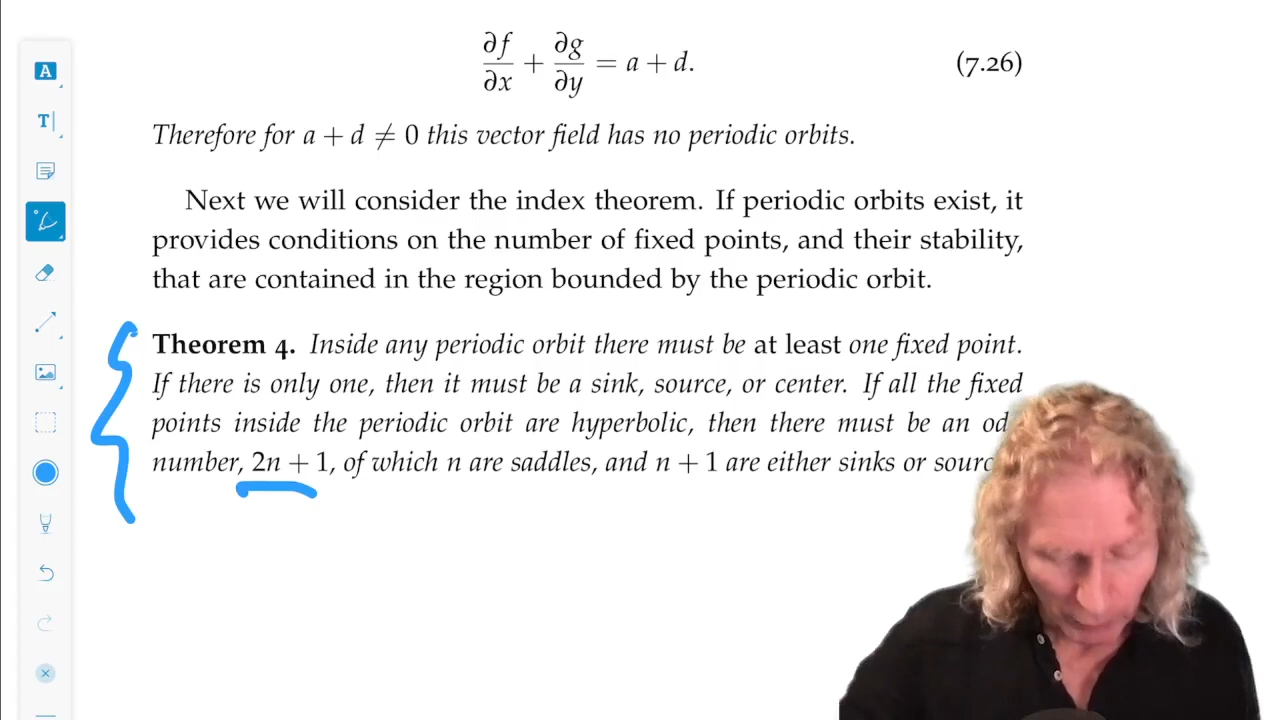 ∂f/∂x + ∂g/∂y = a + d. (7.26)
Therefore for a + d ≠ 0 this vector field has no periodic orbits.
Next we will consider the index theorem. If periodic orbits exist, it
provides conditions on the number of fixed points, and their stability,
that are contained in the region bounded by the periodic orbit.
Theorem 4. Inside any periodic orbit there must be at least one fixed point.
If there is only one, then it must be a sink, source, or center. If all the fixed
points inside the periodic orbit are hyperbolic, then there must be an
number, 2n + 1, of which n are saddles, and n + 1 are either sinks or
A
T